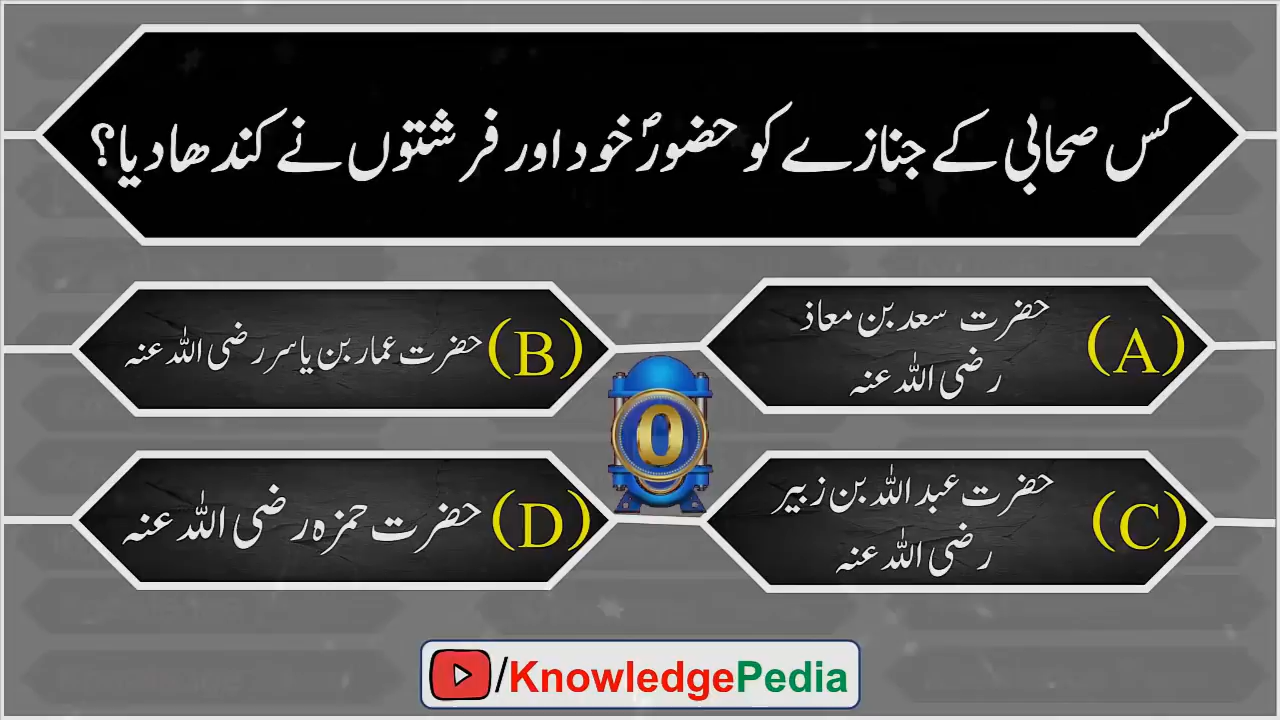 کس صحابی کے جنازے کو حضورؐ خود اور فرشتوں نے کندھا دیا؟
(A) حضرت سعد بن معاذ
رضی اللہ عنہ
(B) حضرت عمار بن یاسر رضی اللہ عنہ
(C) حضرت عبد اللہ بن زبیر
رضی اللہ عنہ
(D) حضرت حمزہ رضی اللہ عنہ
0
/KnowledgePedia